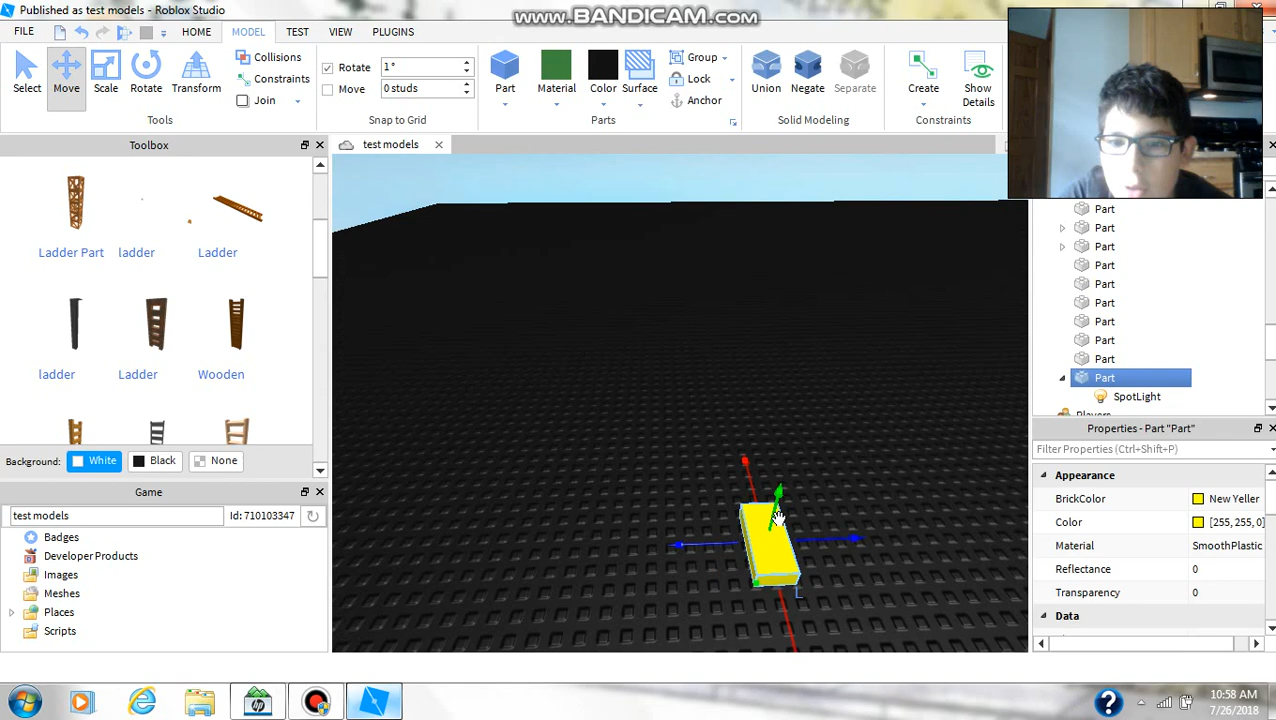 Published as test models - Roblox Studio
www.BANDICAM.com
FILE HOME MODEL TEST VIEW PLUGINS
Select Move Scale Rotate Transform
Collisions
Constraints
Join
Tools
Rotate 1°
Move 0 studs
Snap to Grid
Part Material Color Surface
Group
Lock
Anchor
Parts
Union Negate Separate
Solid Modeling
Create Show Details
Constraints
Toolbox
test models
Ladder Part ladder Ladder
ladder Ladder Wooden
Background: White Black None
Game
test models Id: 710103347
Badges
Developer Products
Images
Meshes
Places
Scripts
Part
Part
Part
Part
Part
Part
Part
Part
Part
Part
SpotLight
Players
Properties - Part "Part"
Filter Properties (Ctrl+Shift+P)
Appearance
BrickColor New Yeller
Color [255, 255, 0]
Material SmoothPlastic
Reflectance 0
Transparency 0
Data
L
hp
?
10:58 AM
7/26/2018